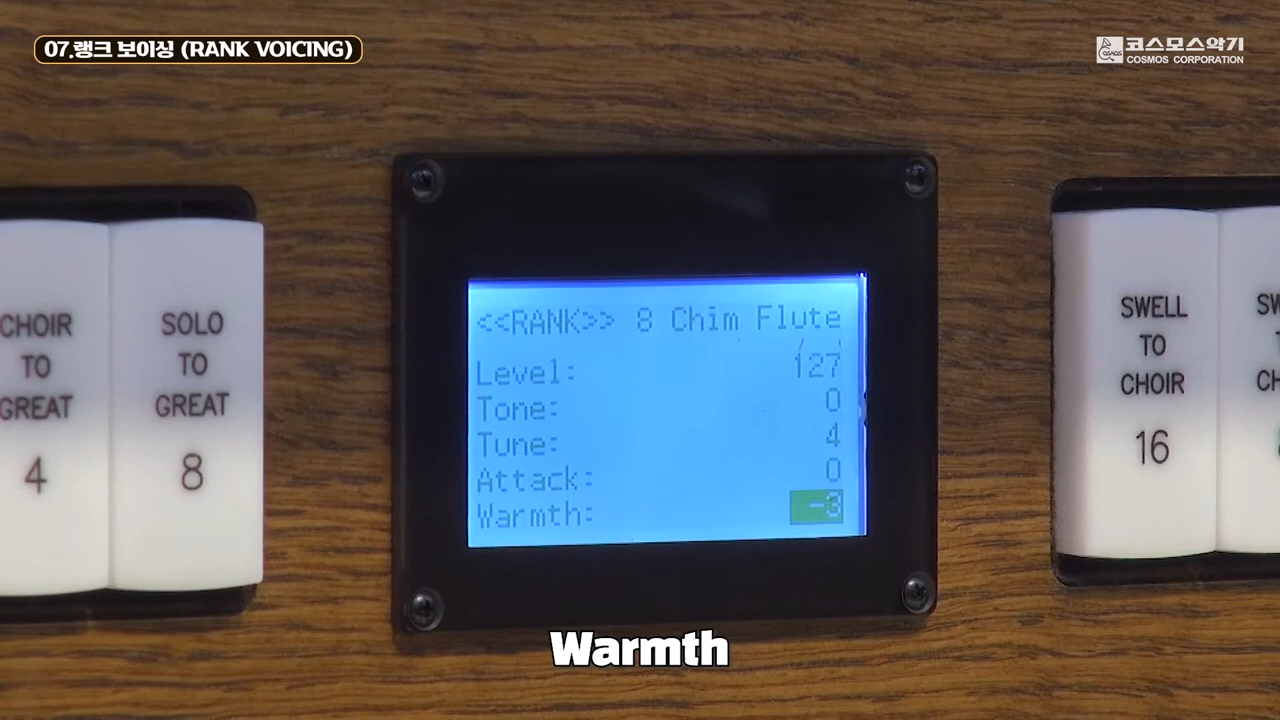 07.랭크 보이싱 (RANK VOICING)
코스모스악기
COSMOS CORPORATION
<<RANK>> 8 Chim Flute
Level: 127
Tone: 0
Tune: 4
Attack: 0
Warmth: -3
CHOIR
TO
GREAT
4
SOLO
TO
GREAT
8
SWELL
TO
CHOIR
16
Warmth